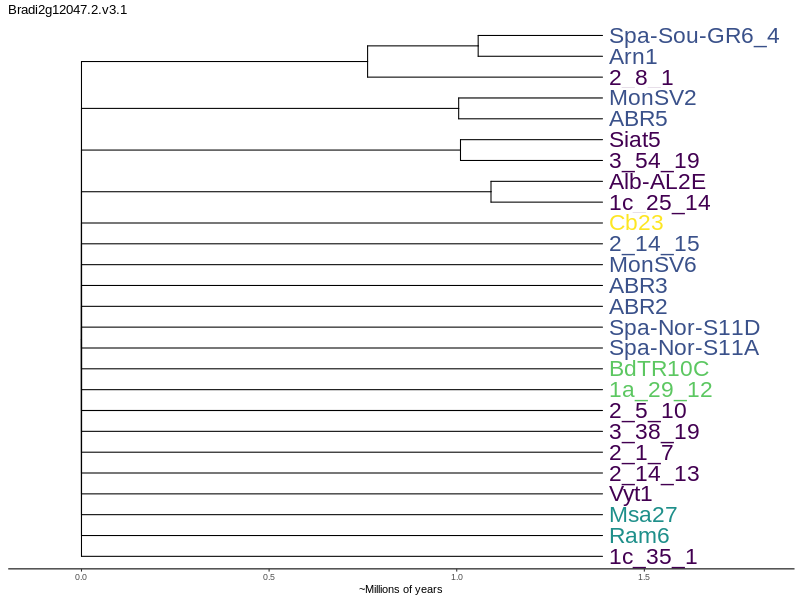 Bradi2g12047.2.v3.1
Spa-Sou-GR6_4
Arn1
2_8_1
MonSV2
ABR5
Siat5
3_54_19
Alb-AL2E
1c_25_14
Cb23
2_14_15
MonSV6
ABR3
ABR2
Spa-Nor-S11D
Spa-Nor-S11A
BdTR10C
1a_29_12
2_5_10
3_38_19
2_1_7
2_14_13
Vyt1
Msa27
Ram6
1c_35_1
0.0 0.5 1.0 1.5
~Millions of years